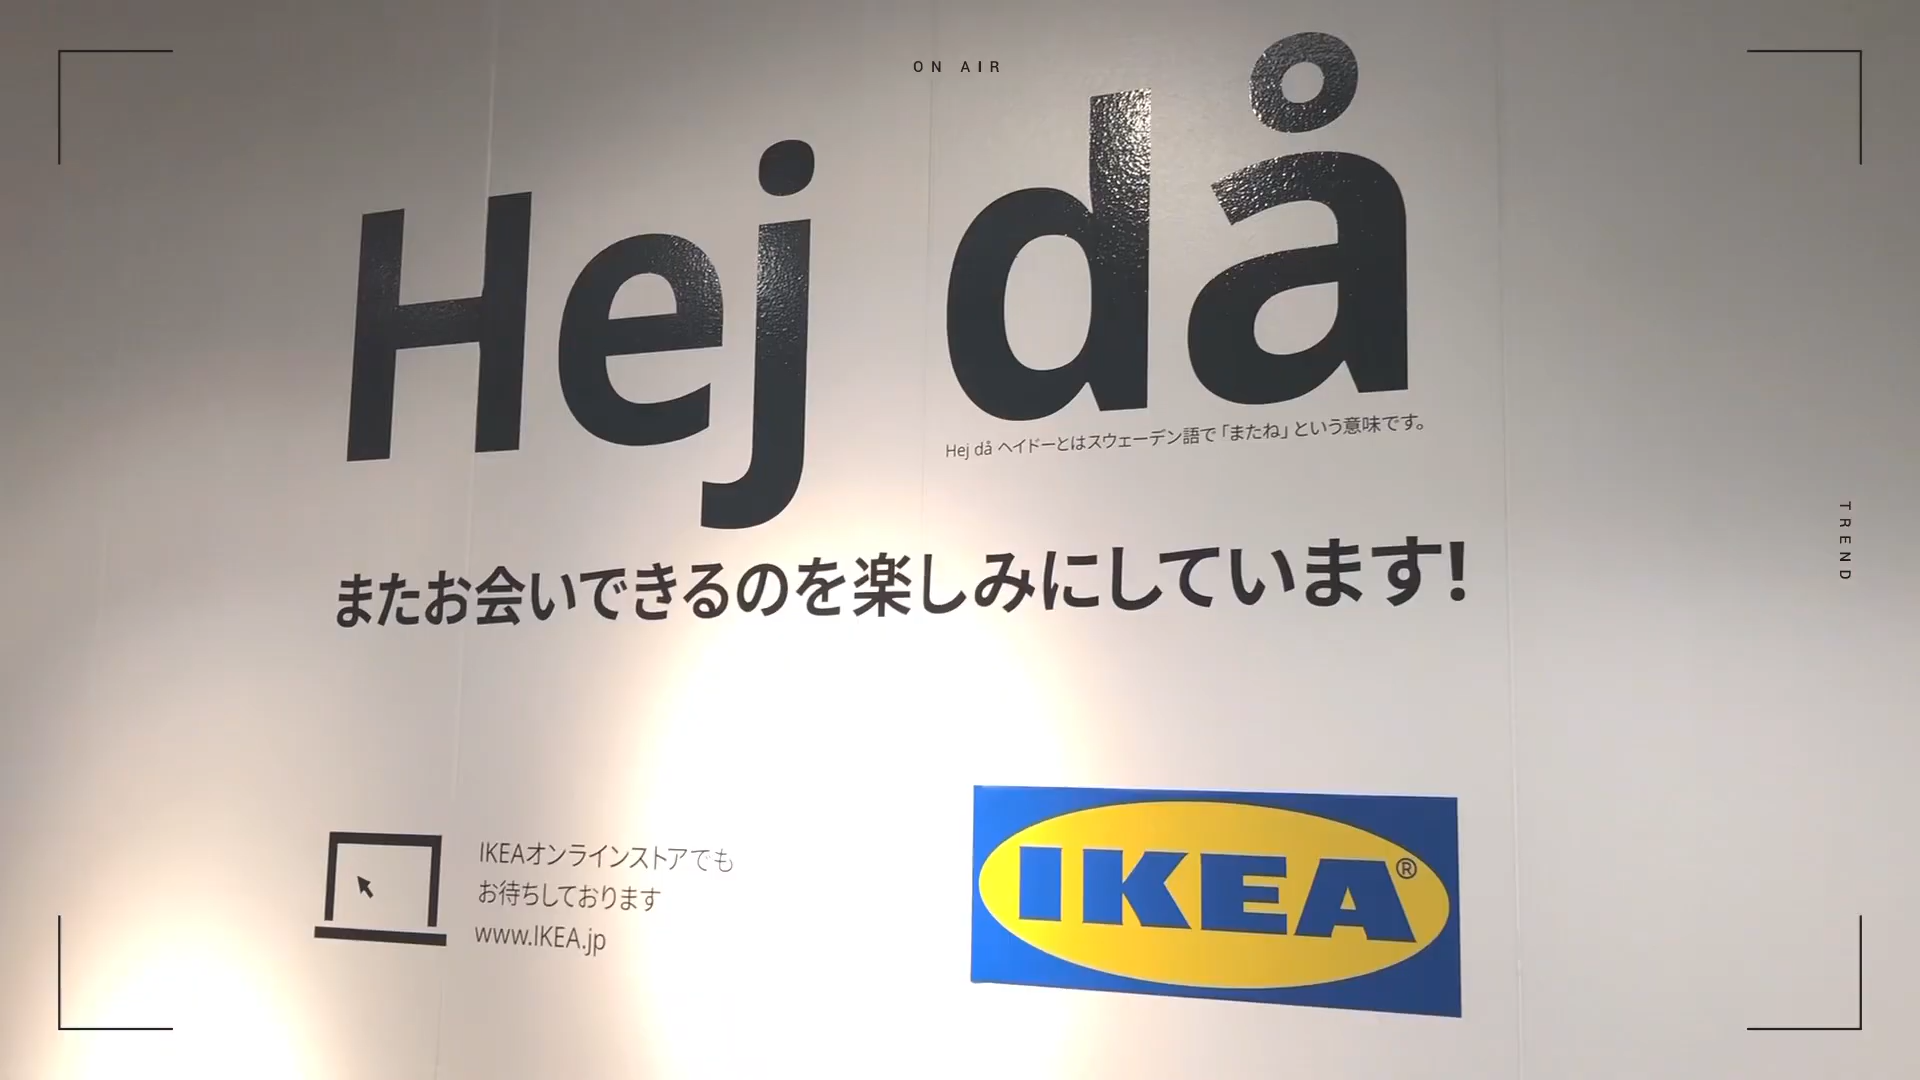 ON AIR
Hej då
Hej då ヘイドーとはスウェーデン語で「またね」という意味です。
またお会いできるのを楽しみにしています!
TREND
IKEAオンラインストアでも
お待ちしております
www.IKEA.jp
IKEA®